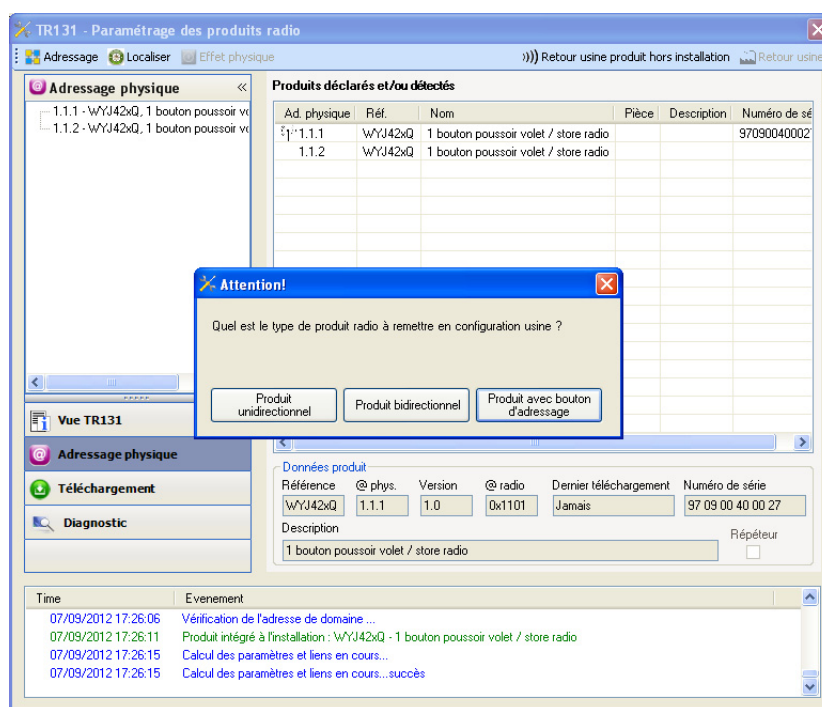 TR131 - Paramétrage des produits radio
Adressage Localiser Effet physique ))) Retour usine produit hors installation Retour usine
Adressage physique «
1.1.1 - WYJ42xQ, 1 bouton poussoir
1.1.2 - WYJ42xQ, 1 bouton poussoir
Produits déclarés et/ou détectés
Ad. physique Réf. Nom Pièce Description Numéro de sé
1.1.1 WYJ42xQ 1 bouton poussoir volet / store radio 97090040002
1.1.2 WYJ42xQ 1 bouton poussoir volet / store radio
Attention!
Quel est le type de produit radio à remettre en configuration usine ?
Produit unidirectionnel
Produit bidirectionnel
Produit avec bouton d'adressage
Vue TR131
Adressage physique
Téléchargement
Diagnostic
Données produit
Référence @ phys. Version @ radio Dernier téléchargement Numéro de série
WYJ42xQ 1.1.1 1.0 0x1101 Jamais 97 09 00 40 00 27
Description
Répéteur
1 bouton poussoir volet / store radio
Time Evenement
07/09/2012 17:26:06 Vérification de l'adresse de domaine ...
07/09/2012 17:26:11 Produit intégré à l'installation : WYJ42xQ - 1 bouton poussoir volet / store radio
07/09/2012 17:26:15 Calcul des paramètres et liens en cours...
07/09/2012 17:26:15 Calcul des paramètres et liens en cours...succès